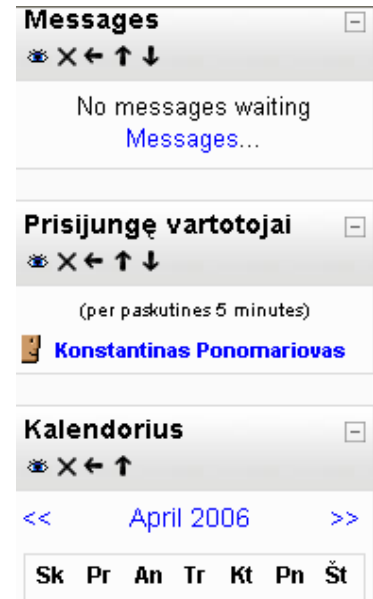 Messages
No messages waiting
Messages...
Prisijungę vartotojai
(per paskutines 5 minutes)
Konstantinas Ponomariovas
Kalendorius
<< April 2006 >>
Sk Pr An Tr Kt Pn Št